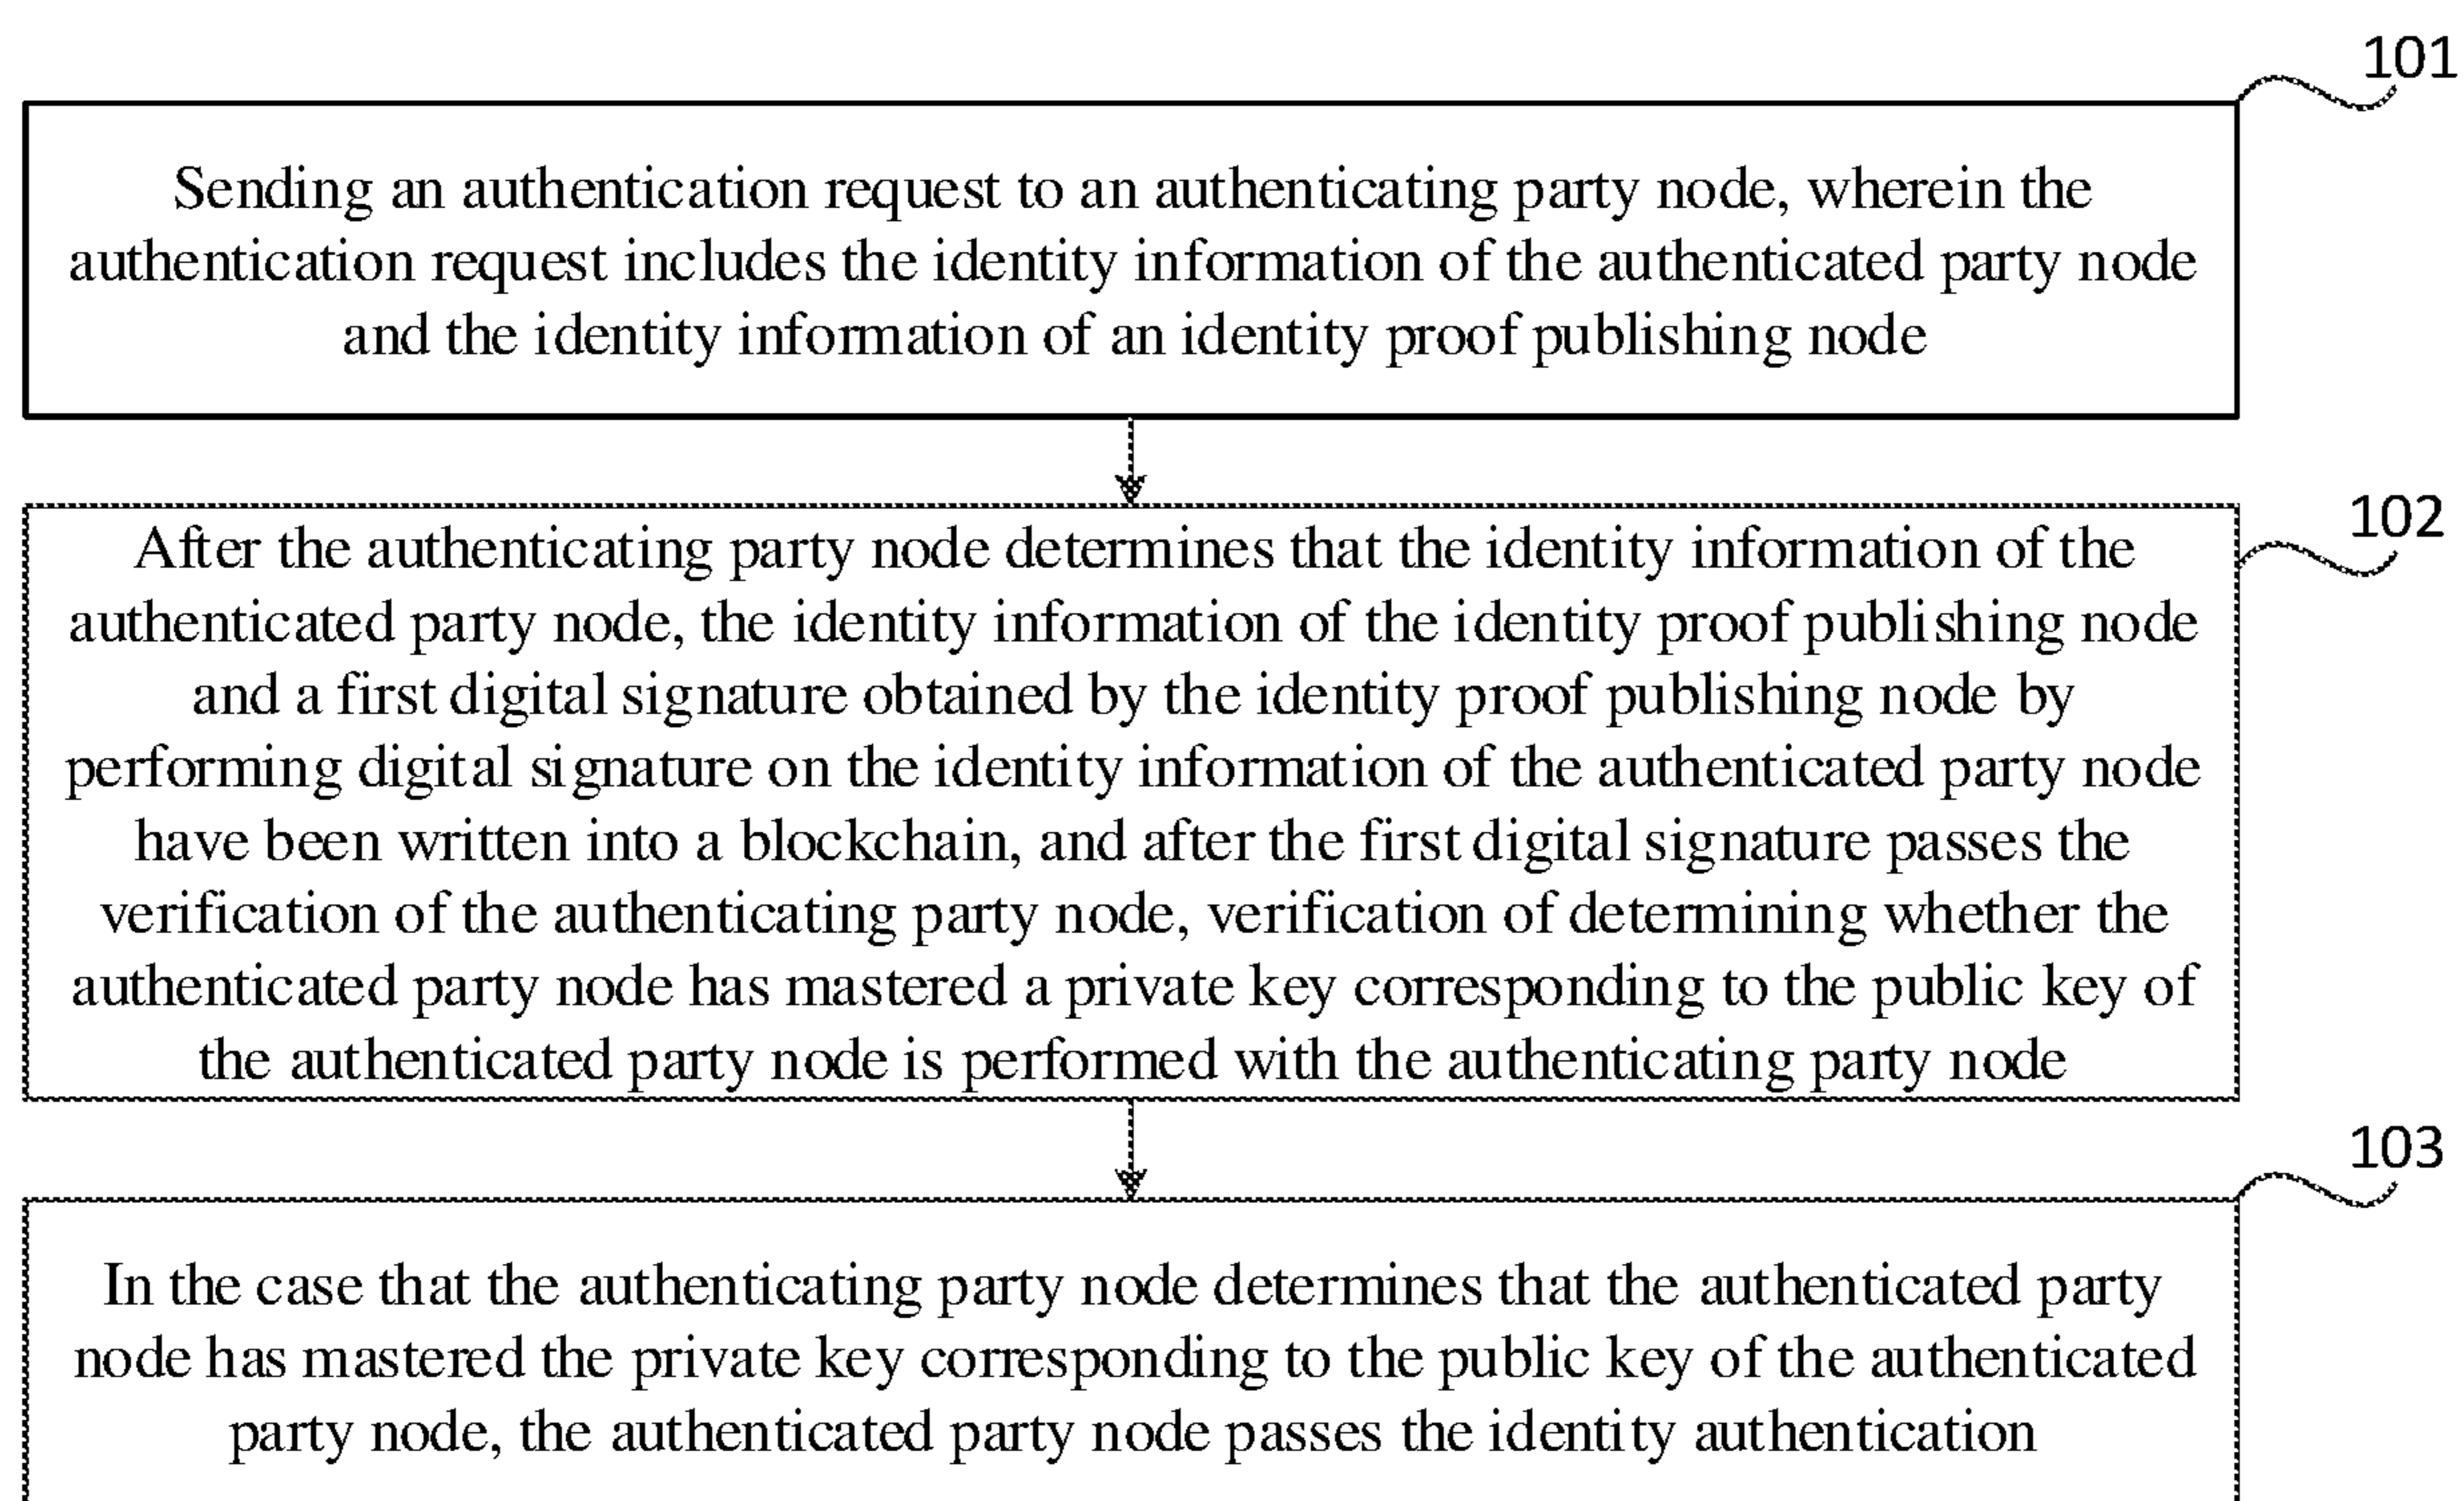 101
Sending an authentication request to an authenticating party node, wherein the
authentication request includes the identity information of the authenticated party node
and the identity information of an identity proof publishing node
102
After the authenticating party node determines that the identity information of the
authenticated party node, the identity information of the identity proof publishing node
and a first digital signature obtained by the identity proof publishing node by
performing digital signature on the identity information of the authenticated party node
have been written into a blockchain, and after the first digital signature passes the
verification of the authenticating party node, verification of determining whether the
authenticated party node has mastered a private key corresponding to the public key of
the authenticated party node is performed with the authenticating party node
103
In the case that the authenticating party node determines that the authenticated party
node has mastered the private key corresponding to the public key of the authenticated
party node, the authenticated party node passes the identity authentication